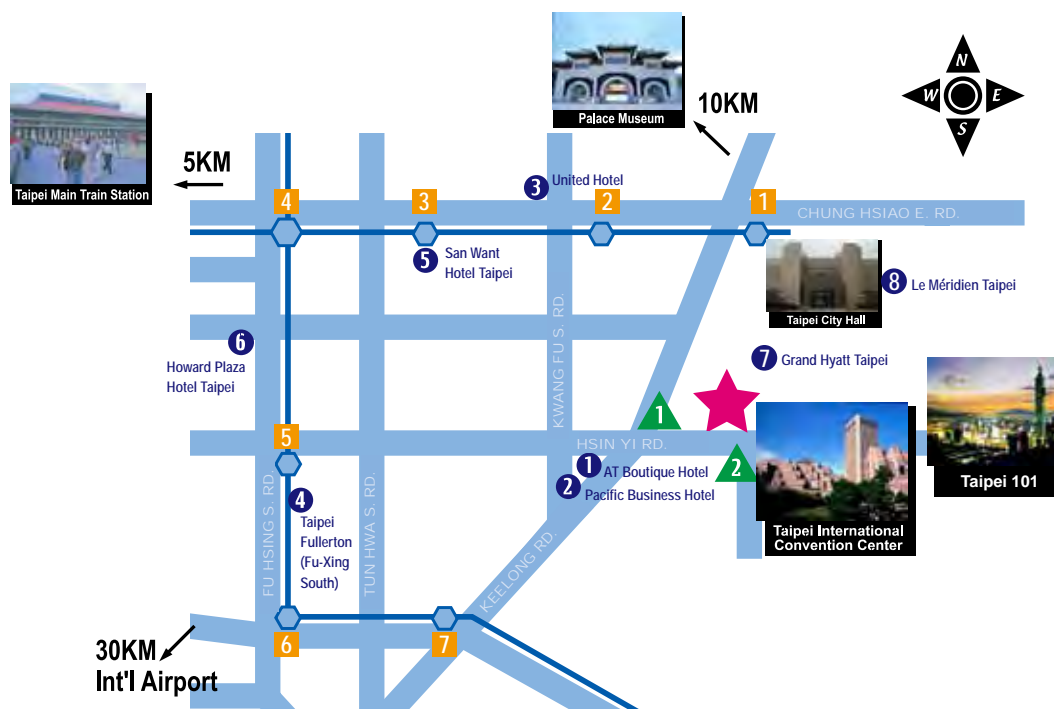 N
W
E
S
Palace Museum
10KM
Taipei Main Train Station
5KM
3
United Hotel
4
3
2
1
CHUNG HSIAO E. RD.
5
San Want
Hotel Taipei
Taipei City Hall
8
Le Méridien Taipei
6
Howard Plaza
Hotel Taipei
KWANG FU S. RD.
7
Grand Hyatt Taipei
1
5
HSIN YI RD.
2
1
AT Boutique Hotel
2
Pacific Business Hotel
Taipei 101
Taipei International
Convention Center
4
Taipei
Fullerton
(Fu-Xing
South)
FU HSING S. RD.
TUN HWA S. RD.
KEELONG RD.
6
7
30KM
Int'l Airport